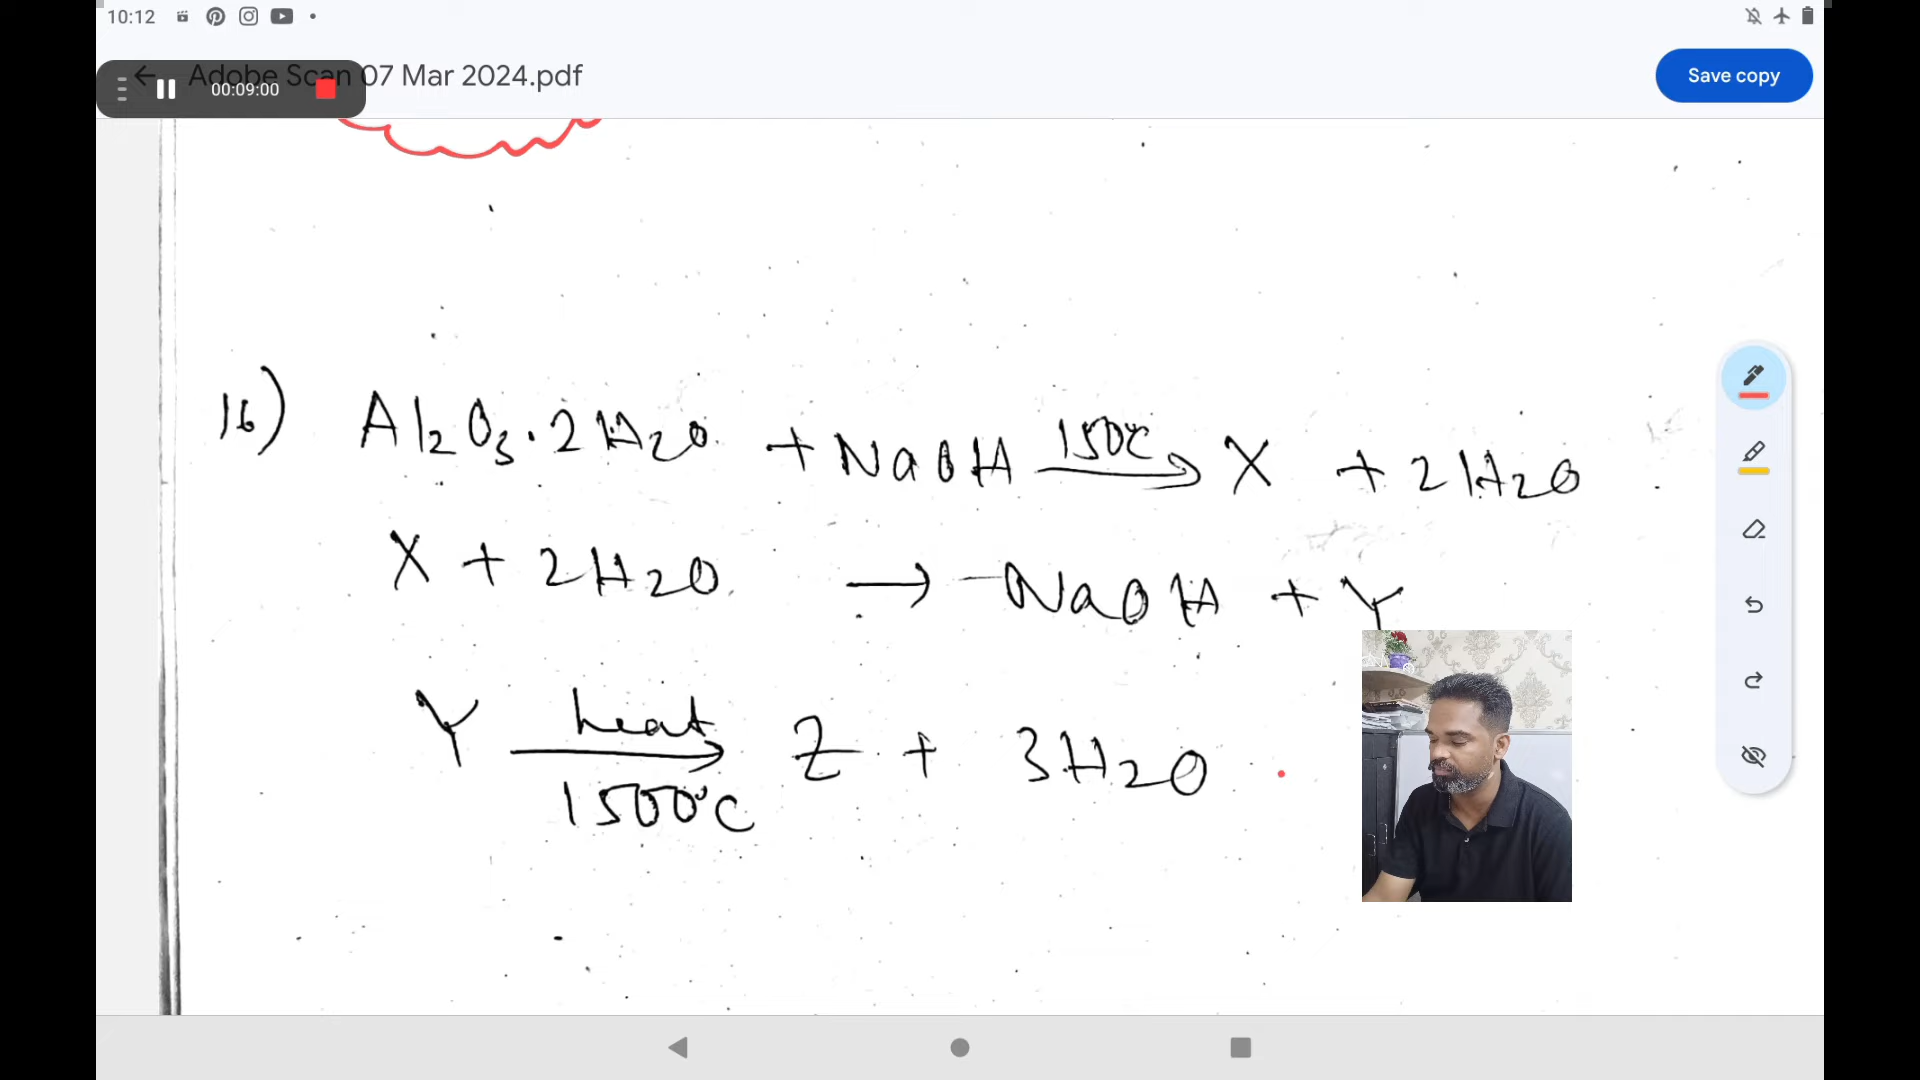 10:12
Adobe Scan 07 Mar 2024.pdf
00:09:00
Save copy
16) Al2O3.2H2O + NaOH 150°C → X + 2H2O
X + 2H2O → NaOH + Y
Y heat → Z + 3H2O
1500°C